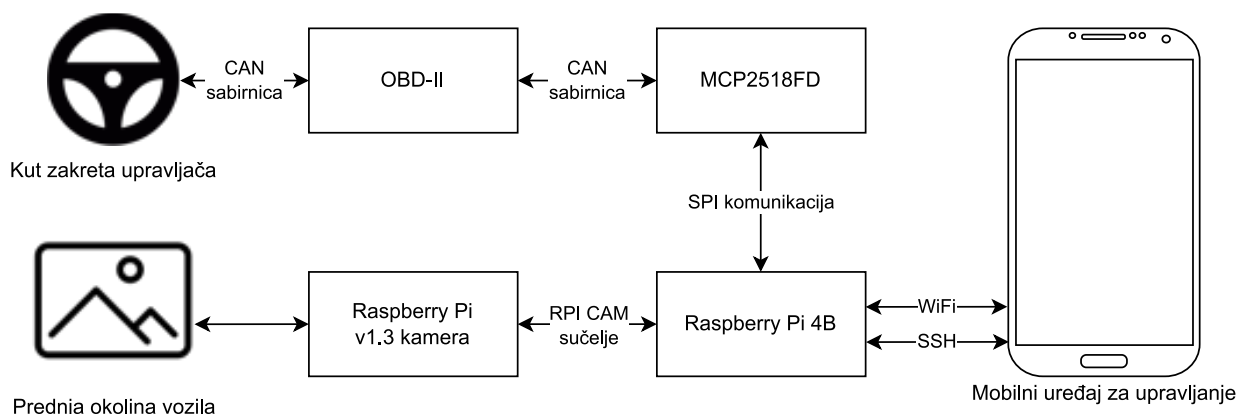 CAN
sabirnica
OBD-II
CAN
sabirnica
MCP2518FD
Kut zakreta upravljača
SPI komunikacija
Raspberry Pi
v1.3 kamera
RPI CAM
sučelje
Raspberry Pi 4B
WiFi
SSH
Mobilni uređaj za upravljanje
Prednia okolina vozila